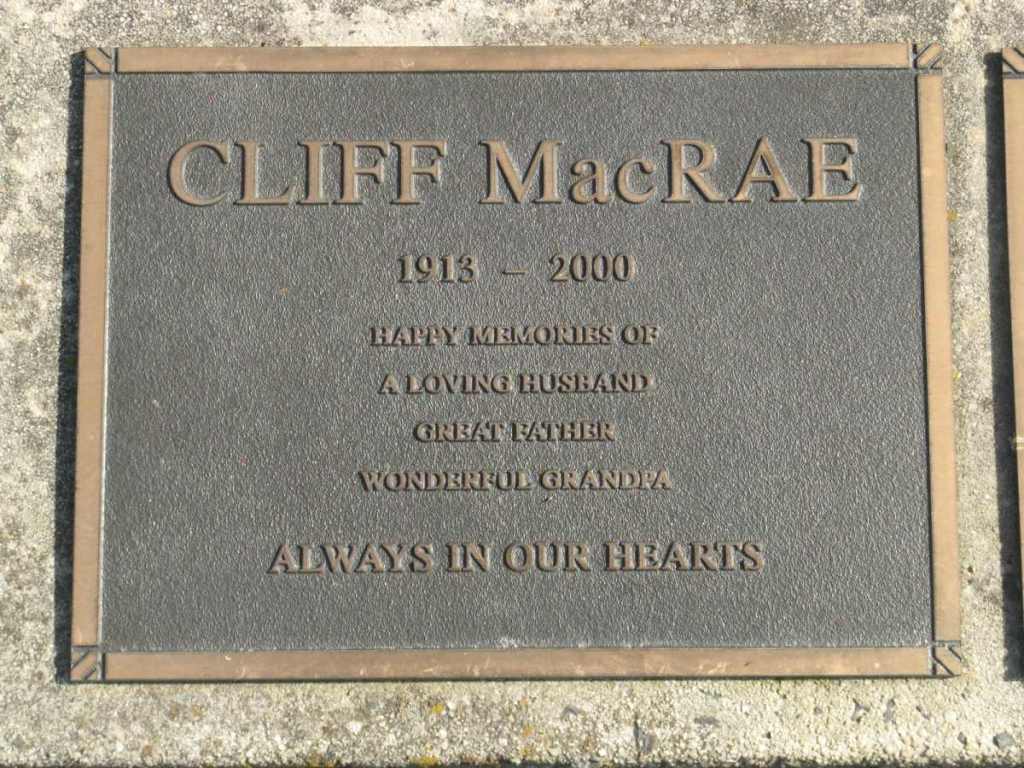 CLIFF MacRAE
1913 – 2000
HAPPY MEMORIES OF
A LOVING HUSBAND
GREAT FATHER
WONDERFUL GRANDPA
ALWAYS IN OUR HEARTS